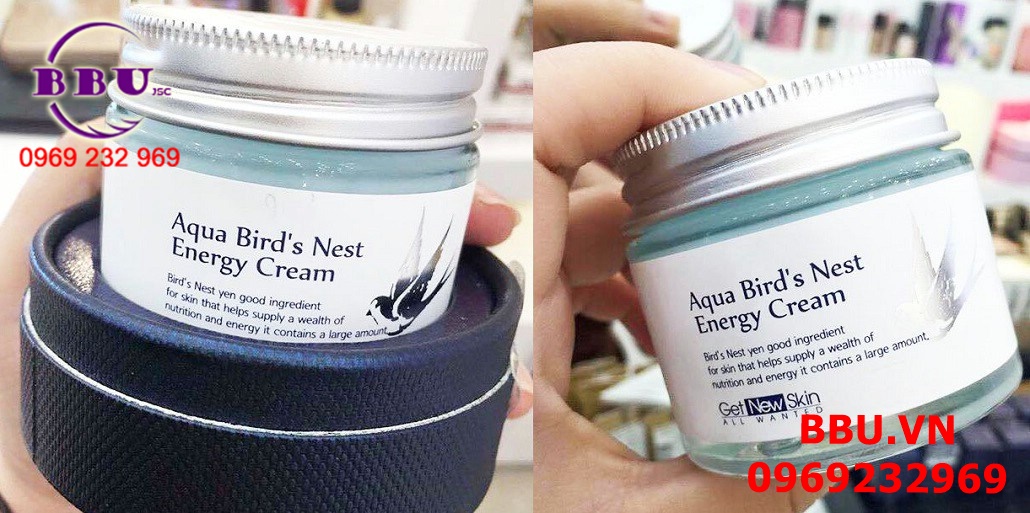 BBU JSC
0969 232 969
Aqua Bird's Nest
Energy Cream
Bird's Nest yen good ingredient
for skin that helps supply a wealth of
nutrition and energy it contains a large amount.
Aqua Bird's Nest
Energy Cream
Bird's Nest yen good ingredient
for skin that helps supply a wealth of
nutrition and energy it contains a large amount.
Get New Skin
ALL WANTED
BBU.VN
0969232969